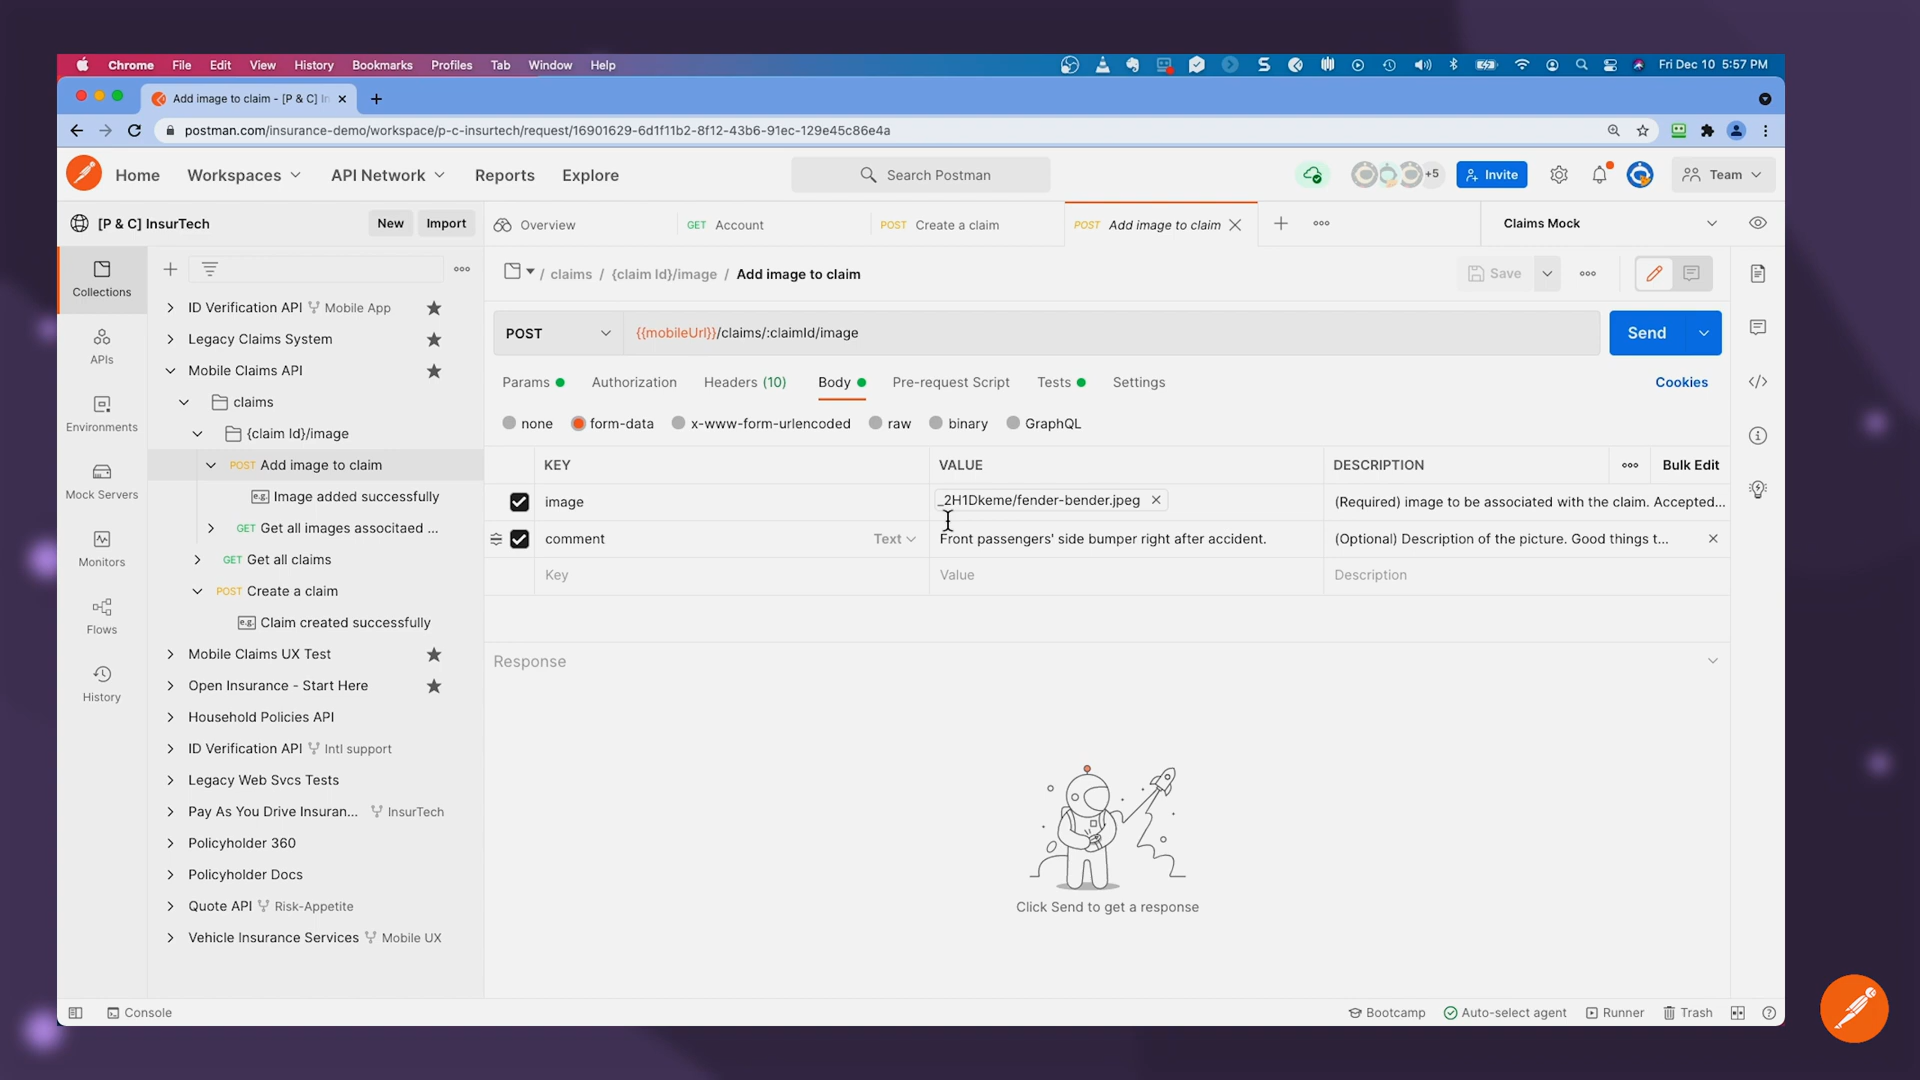 Chrome File Edit View History Bookmarks Profiles Tab Window Help Fri Dec 10 5:57 PM
Add image to claim - [P & C] In
postman.com/insurance-demo/workspace/p-c-insurtech/request/16901629-6d1f11b2-8f12-43b6-91ec-129e45c86e4a
Home Workspaces API Network Reports Explore Search Postman +5 Invite Team
[P & C] InsurTech New Import Overview GET Account POST Create a claim POST Add image to claim Claims Mock
Collections
APIs
Environments
Mock Servers
Monitors
Flows
History
ID Verification API Mobile App
Legacy Claims System
Mobile Claims API
claims
{claim Id}/image
POST Add image to claim
e.g. Image added successfully
GET Get all images associtaed ...
GET Get all claims
POST Create a claim
e.g. Claim created successfully
Mobile Claims UX Test
Open Insurance - Start Here
Household Policies API
ID Verification API Intl support
Legacy Web Svcs Tests
Pay As You Drive Insuran... InsurTech
Policyholder 360
Policyholder Docs
Quote API Risk-Appetite
Vehicle Insurance Services Mobile UX
/ claims / {claim Id}/image / Add image to claim Save
POST {{mobileUrl}}/claims/:claimId/image Send
Params Authorization Headers (10) Body Pre-request Script Tests Settings Cookies
none form-data x-www-form-urlencoded raw binary GraphQL
KEY VALUE DESCRIPTION Bulk Edit
image _2H1Dkeme/fender-bender.jpeg (Required) image to be associated with the claim. Accepted...
comment Text Front passengers' side bumper right after accident. (Optional) Description of the picture. Good things t...
Key Value Description
Response
Click Send to get a response
Console Bootcamp Auto-select agent Runner Trash